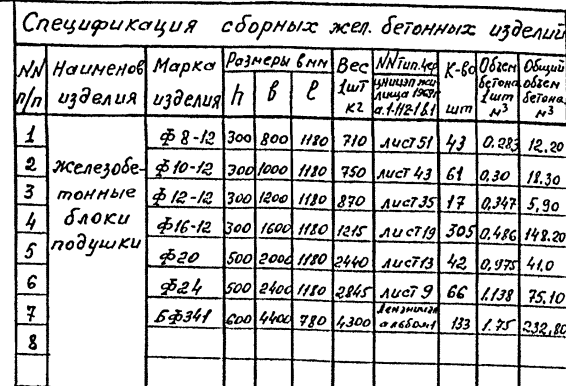 Спецификация сборных жел. бетонных изделий
NN п/п Наименов изделия Марка изделия Размеры в мм h в l Вес 1шт кг NN тип. чер К-во шт Объем бетона 1шт м³ Общий объем бетона м³
1 Ф 8-12 300 800 1180 710 лист 51 43 0.283 12.20
2 Железобе- Ф 10-12 300 1000 1180 750 лист 43 61 0.30 18.30
3 тонные Ф 12-12 300 1200 1180 870 лист 35 17 0.347 5,90
4 блоки Ф16-12 300 1600 1180 1215 лист 19 305 0.486 148.20
5 подушки Ф20 500 2000 1180 2440 лист 13 42 0,975 41.0
6 Ф24 500 2400 1180 2845 лист 9 66 1.138 75.10
7 БФ341 600 4400 780 4300 133 1.75 232,80
8